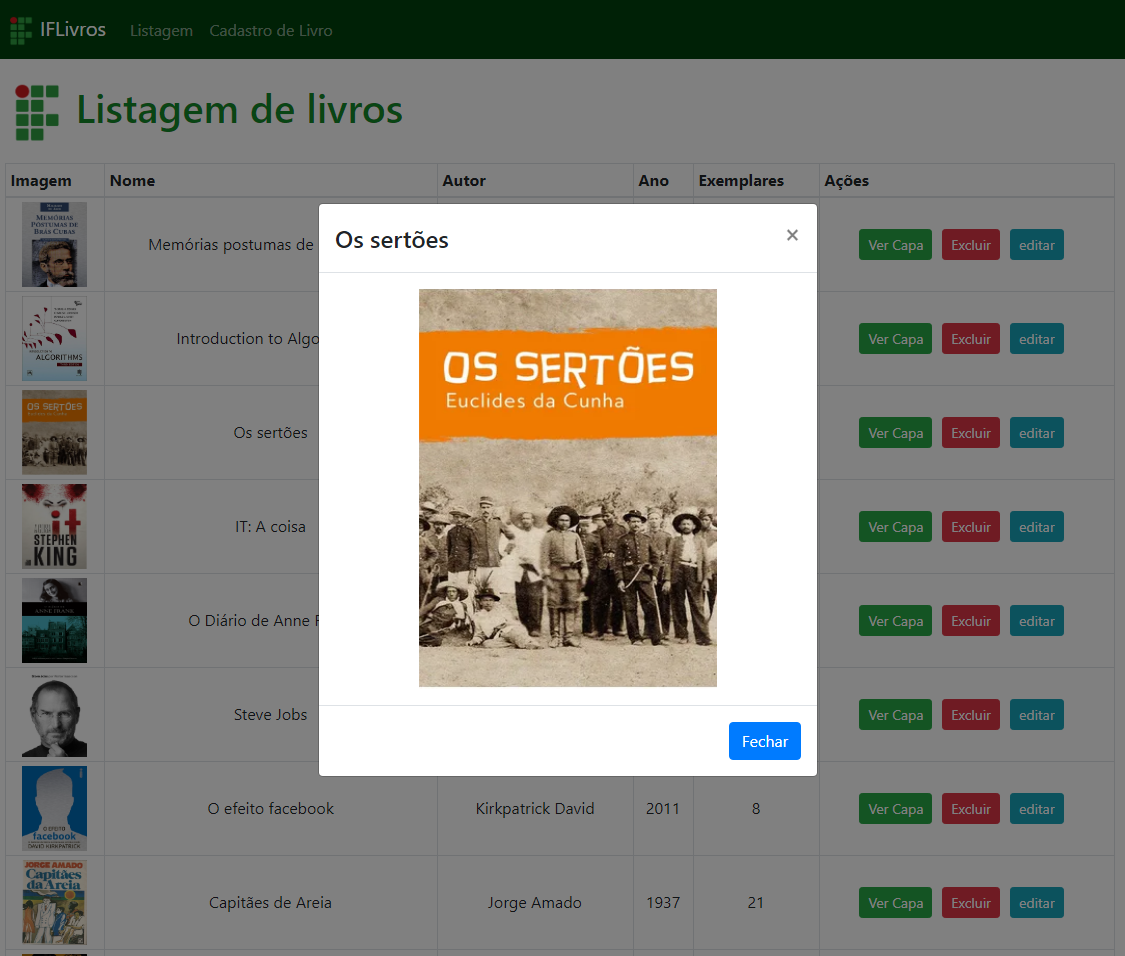 IFLivros Listagem Cadastro de Livro
Listagem de livros
Imagem Nome Autor Ano Exemplares Ações
MEMÓRIAS
PÓSTUMAS DE
BRÁS CUBAS
Memórias postumas de
Ver Capa Excluir editar
ALGORITHMS
Introduction to Algo
Ver Capa Excluir editar
OS SERTÕES
Euclides da Cunha
Os sertões
Ver Capa Excluir editar
it
STEPHEN
KING
IT: A coisa
Ver Capa Excluir editar
ANNE FRANK
O Diário de Anne F
Ver Capa Excluir editar
Steve Jobs
Ver Capa Excluir editar
O EFEITO
facebook
DAVID KIRKPATRICK
O efeito facebook Kirkpatrick David 2011 8 Ver Capa Excluir editar
JORGE AMADO
Capitães
da Areia
Capitães de Areia Jorge Amado 1937 21 Ver Capa Excluir editar
Os sertões ×
OS SERTÕES
Euclides da Cunha
Fechar